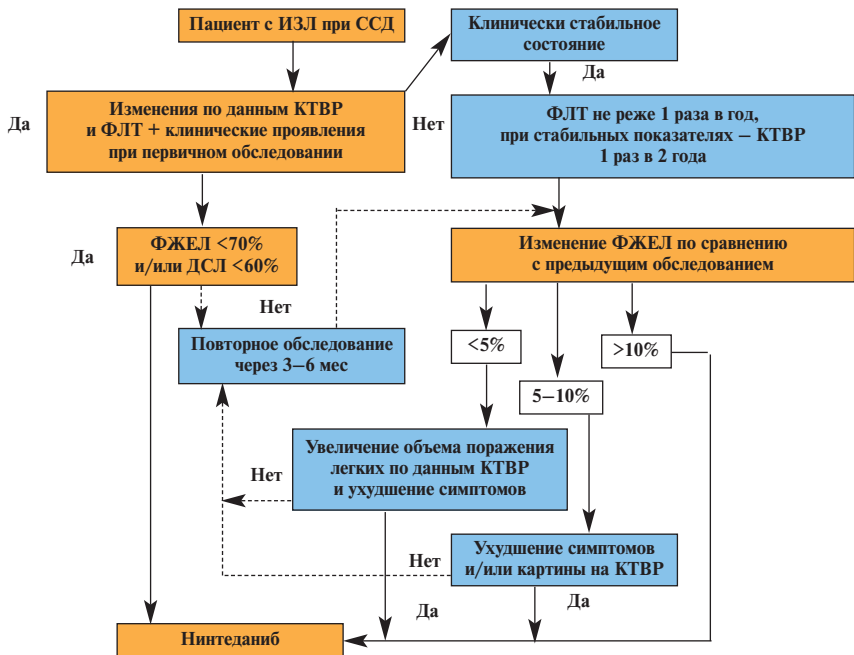 Пациент с ИЗЛ при ССД
Клинически стабильное
состояние
Да
Да
Изменения по данным КТВР
и ФЛТ + клинические проявления
при первичном обследовании
Нет
ФЛТ не реже 1 раза в год,
при стабильных показателях – КТВР
1 раз в 2 года
Да
ФЖЕЛ <70%
и/или ДСЛ <60%
Изменение ФЖЕЛ по сравнению
с предыдущим обследованием
Нет
Повторное обследование
через 3–6 мес
<5%
>10%
5–10%
Увеличение объема поражения
легких по данным КТВР
и ухудшение симптомов
Нет
Нет
Ухудшение симптомов
и/или картины на КТВР
Да
Да
Нинтеданиб